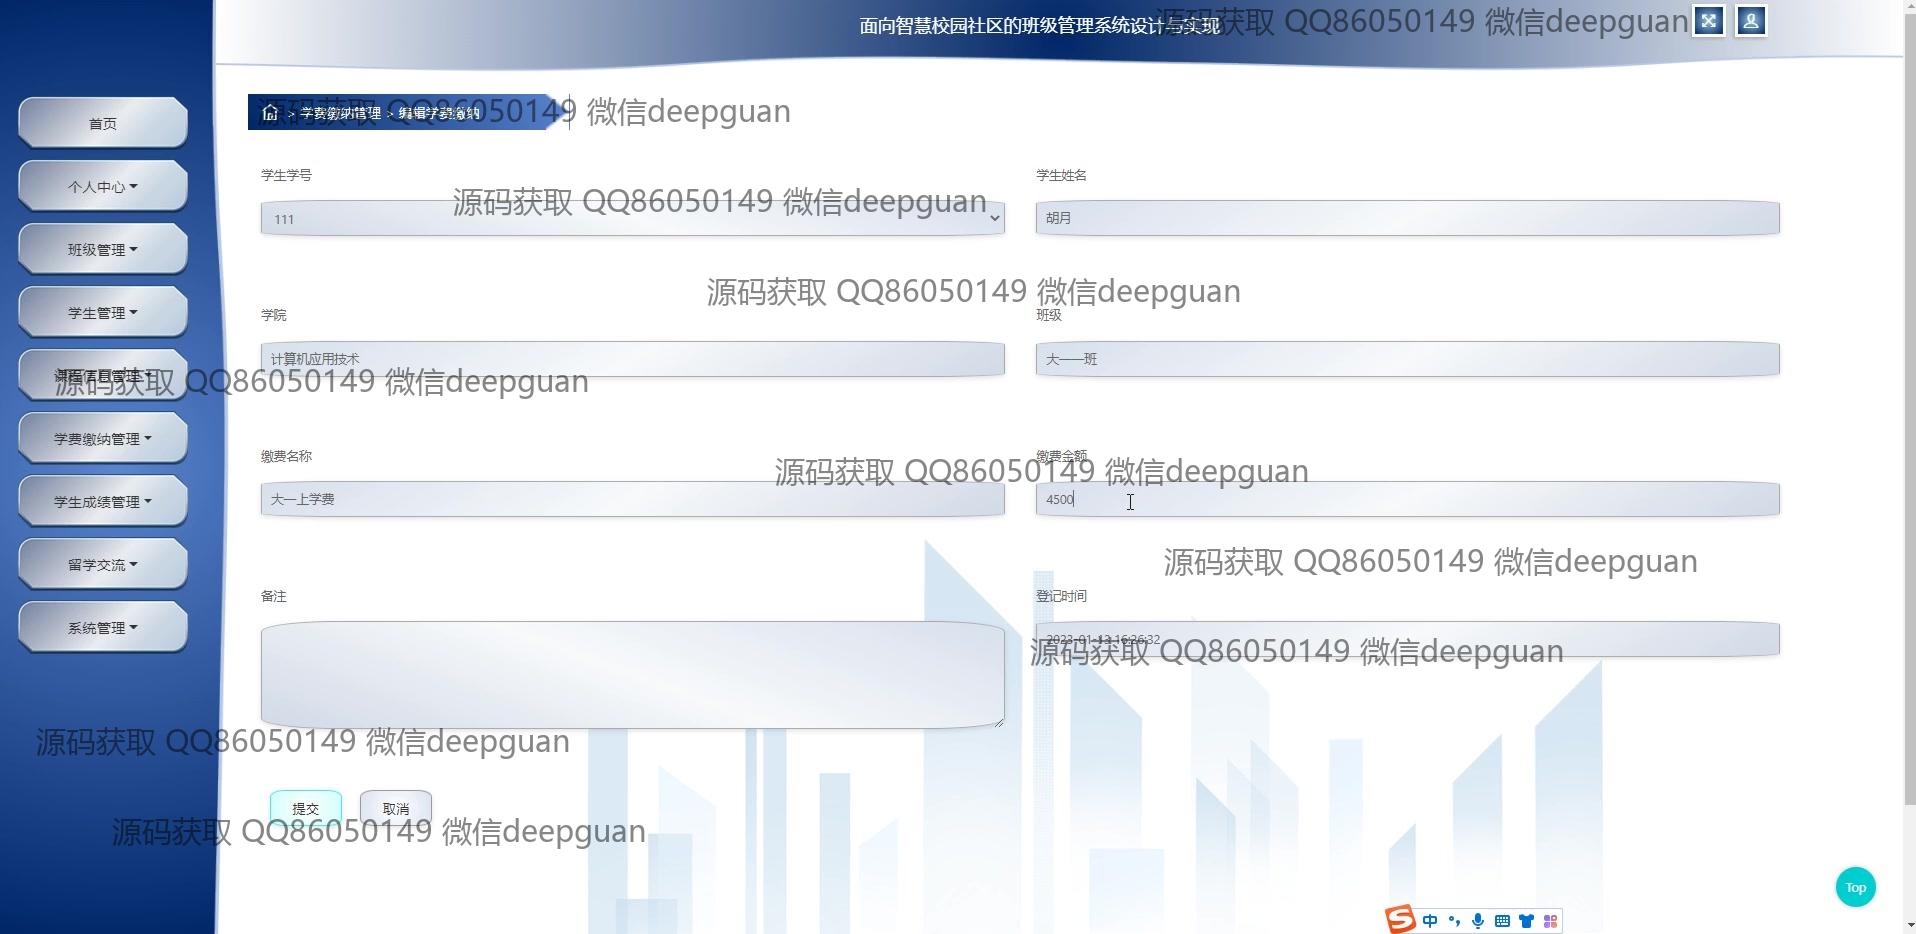 面向智慧校园社区的班级管理系统设计与实现
源码获取 QQ86050149 微信deepguan
首页
个人中心
班级管理
学生管理
课程信息管理
学费缴纳管理
学生成绩管理
留学交流
系统管理
> 学费缴纳管理 > 编辑学费缴纳
源码获取 QQ86050149 微信deepguan
学生学号
学生姓名
源码获取 QQ86050149 微信deepguan
111
胡月
源码获取 QQ86050149 微信deepguan
学院
班级
计算机应用技术
大一一班
源码获取 QQ86050149 微信deepguan
缴费名称
缴费金额
源码获取 QQ86050149 微信deepguan
大一上学费
4500
源码获取 QQ86050149 微信deepguan
备注
登记时间
2023-01-13 16:26:32
源码获取 QQ86050149 微信deepguan
源码获取 QQ86050149 微信deepguan
提交
取消
源码获取 QQ86050149 微信deepguan
Top
S 中